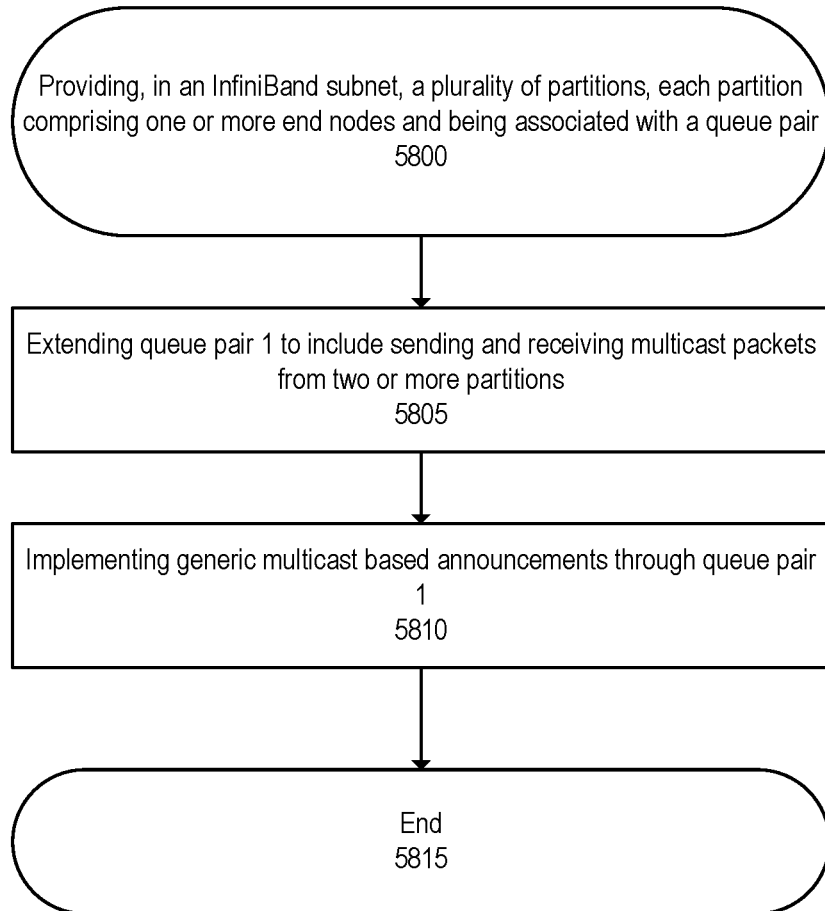 Providing, in an InfiniBand subnet, a plurality of partitions, each partition
comprising one or more end nodes and being associated with a queue pair
5800
Extending queue pair 1 to include sending and receiving multicast packets
from two or more partitions
5805
Implementing generic multicast based announcements through queue pair
1
5810
End
5815